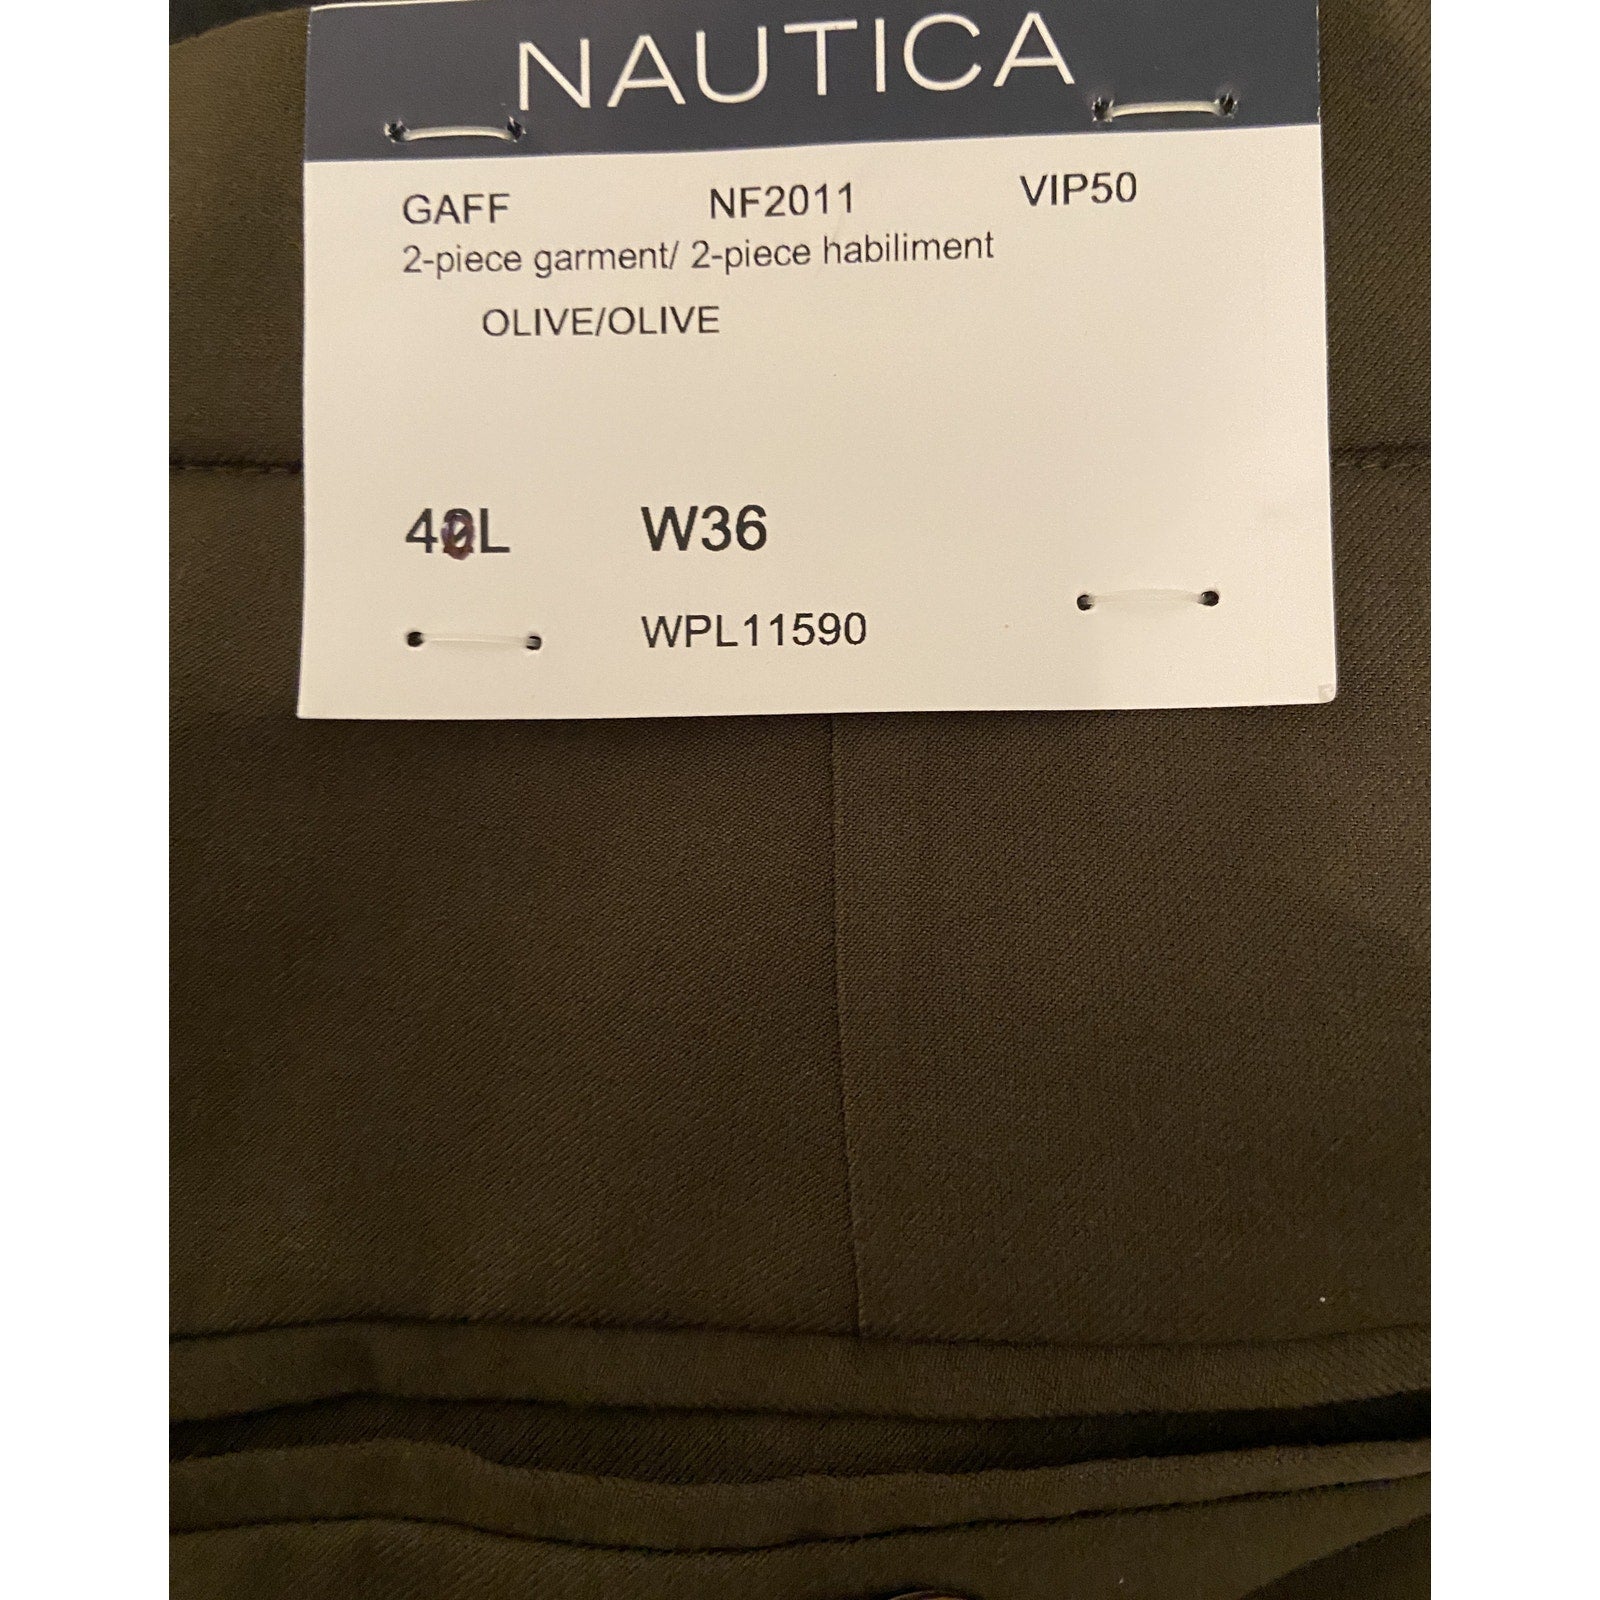 NAUTICA
GAFF NF2011 VIP50
2-piece garment/ 2-piece habiliment
OLIVE/OLIVE
W36
WPL11590